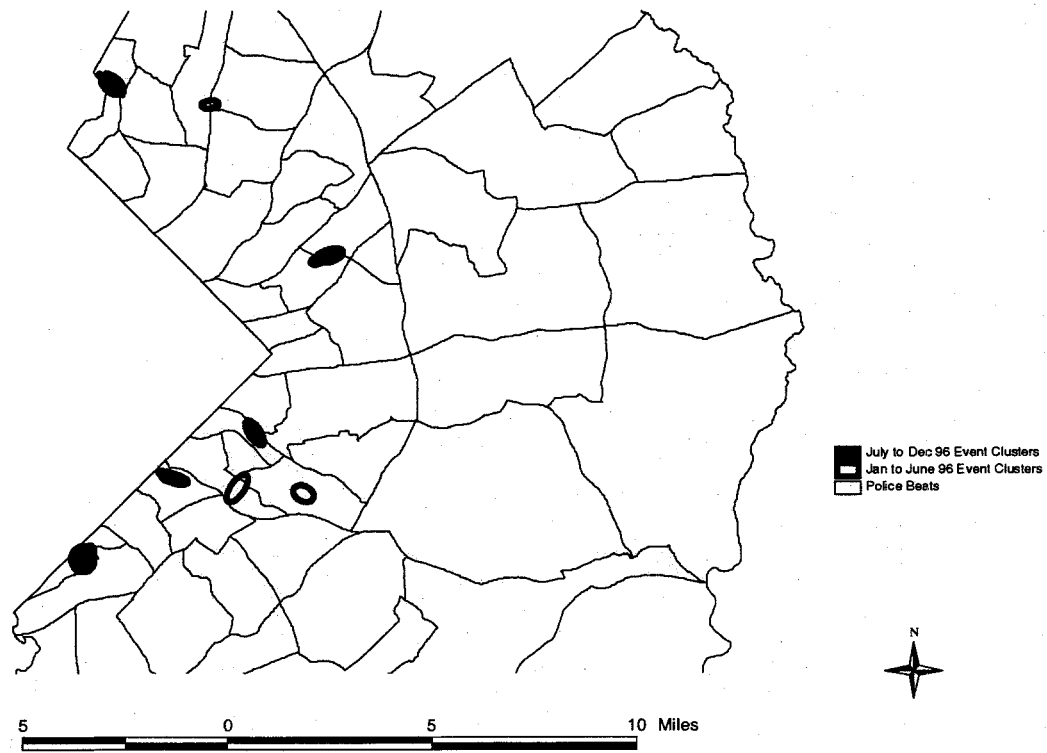 July to Dec 96 Event Clusters
Jan to June 96 Event Clusters
Police Beats
N
5 0 5 10 Miles